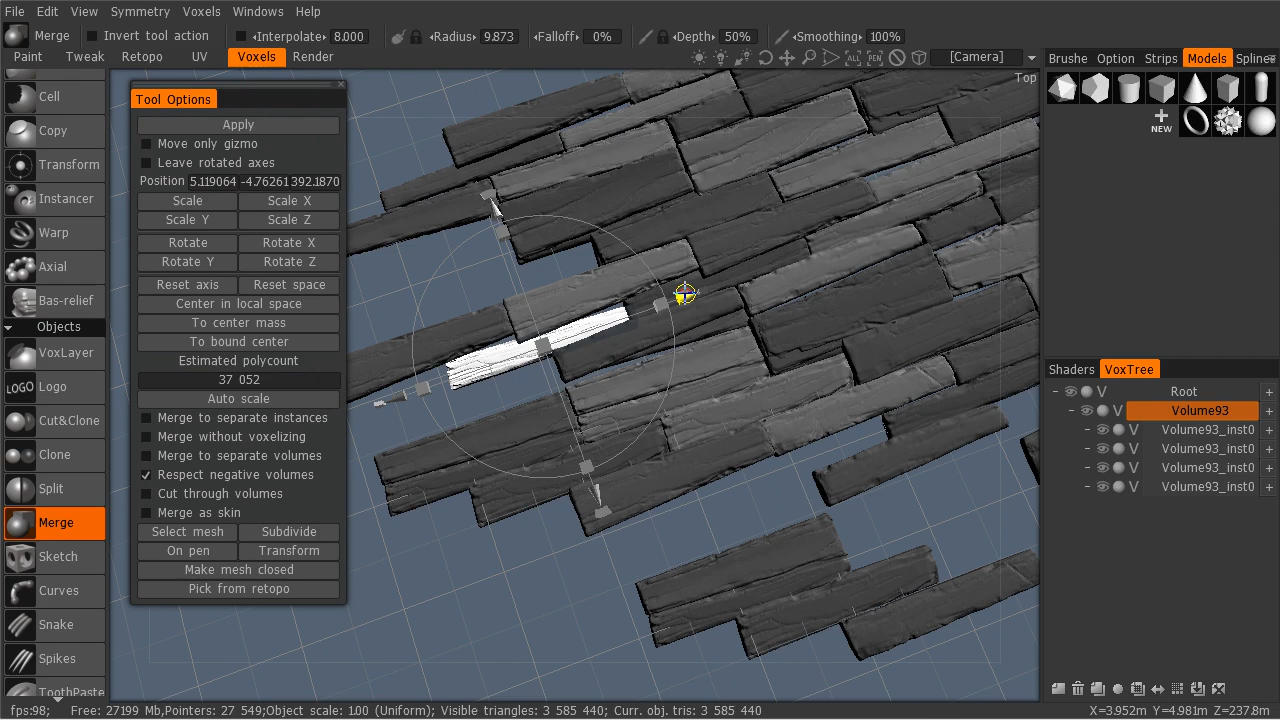 File Edit View Symmetry Voxels Windows Help
Merge Invert tool action Interpolate: 8.000 Radius: 9.873 Falloff: 0% Depth: 50% Smoothing: 100%
Paint Tweak Retopo UV Voxels Render ALL PEN [Camera]
Top
Cell
Copy
Transform
Instancer
Warp
Axial
Bas-relief
Objects
VoxLayer
LOGO Logo
Cut&Clone
Clone
Split
Merge
Sketch
Curves
Snake
Spikes
ToothPaste
Tool Options
Apply
Move only gizmo
Leave rotated axes
Position 5.119064 -4.76261 392.1870
Scale Scale X
Scale Y Scale Z
Rotate Rotate X
Rotate Y Rotate Z
Reset axis Reset space
Center in local space
To center mass
To bound center
Estimated polycount
37 052
Auto scale
Merge to separate instances
Merge without voxelizing
Merge to separate volumes
Respect negative volumes
Cut through volumes
Merge as skin
Select mesh Subdivide
On pen Transform
Make mesh closed
Pick from retopo
Brushe Option Strips Models Spline
NEW
Shaders VoxTree
V Root +
V Volume93 +
V Volume93_inst0 +
V Volume93_inst0 +
V Volume93_inst0 +
V Volume93_inst0 +
fps:98; Free: 27199 Mb,Pointers: 27 549;Object scale: 100 (Uniform); Visible triangles: 3 585 440; Curr. obj. tris: 3 585 440 X=3.952m Y=4.981m Z=237.8m